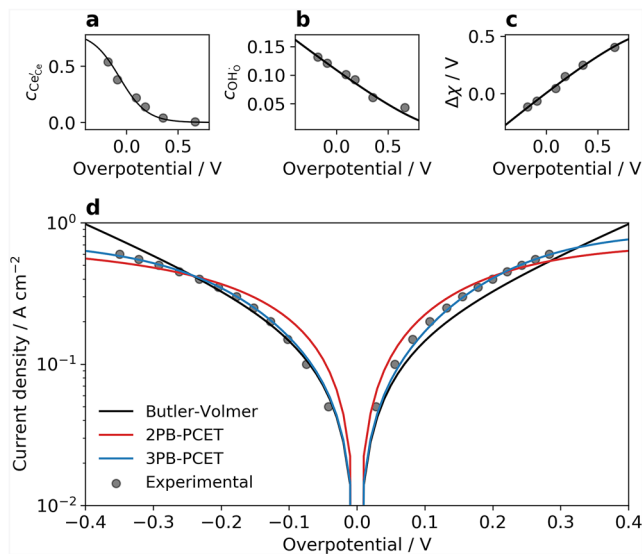 a
b
c
c_{Ce'_{Ce}}
0.5
0.0
0.0
0.5
Overpotential / V
c_{OH^{·}_{O}}
0.15
0.10
0.05
0.0
0.5
Overpotential / V
Δχ / V
0.5
0.0
0.0
0.5
Overpotential / V
d
Current density / A cm⁻²
10⁰
10⁻¹
10⁻²
Butler-Volmer
2PB-PCET
3PB-PCET
Experimental
−0.4 −0.3 −0.2 −0.1 0.0 0.1 0.2 0.3 0.4
Overpotential / V